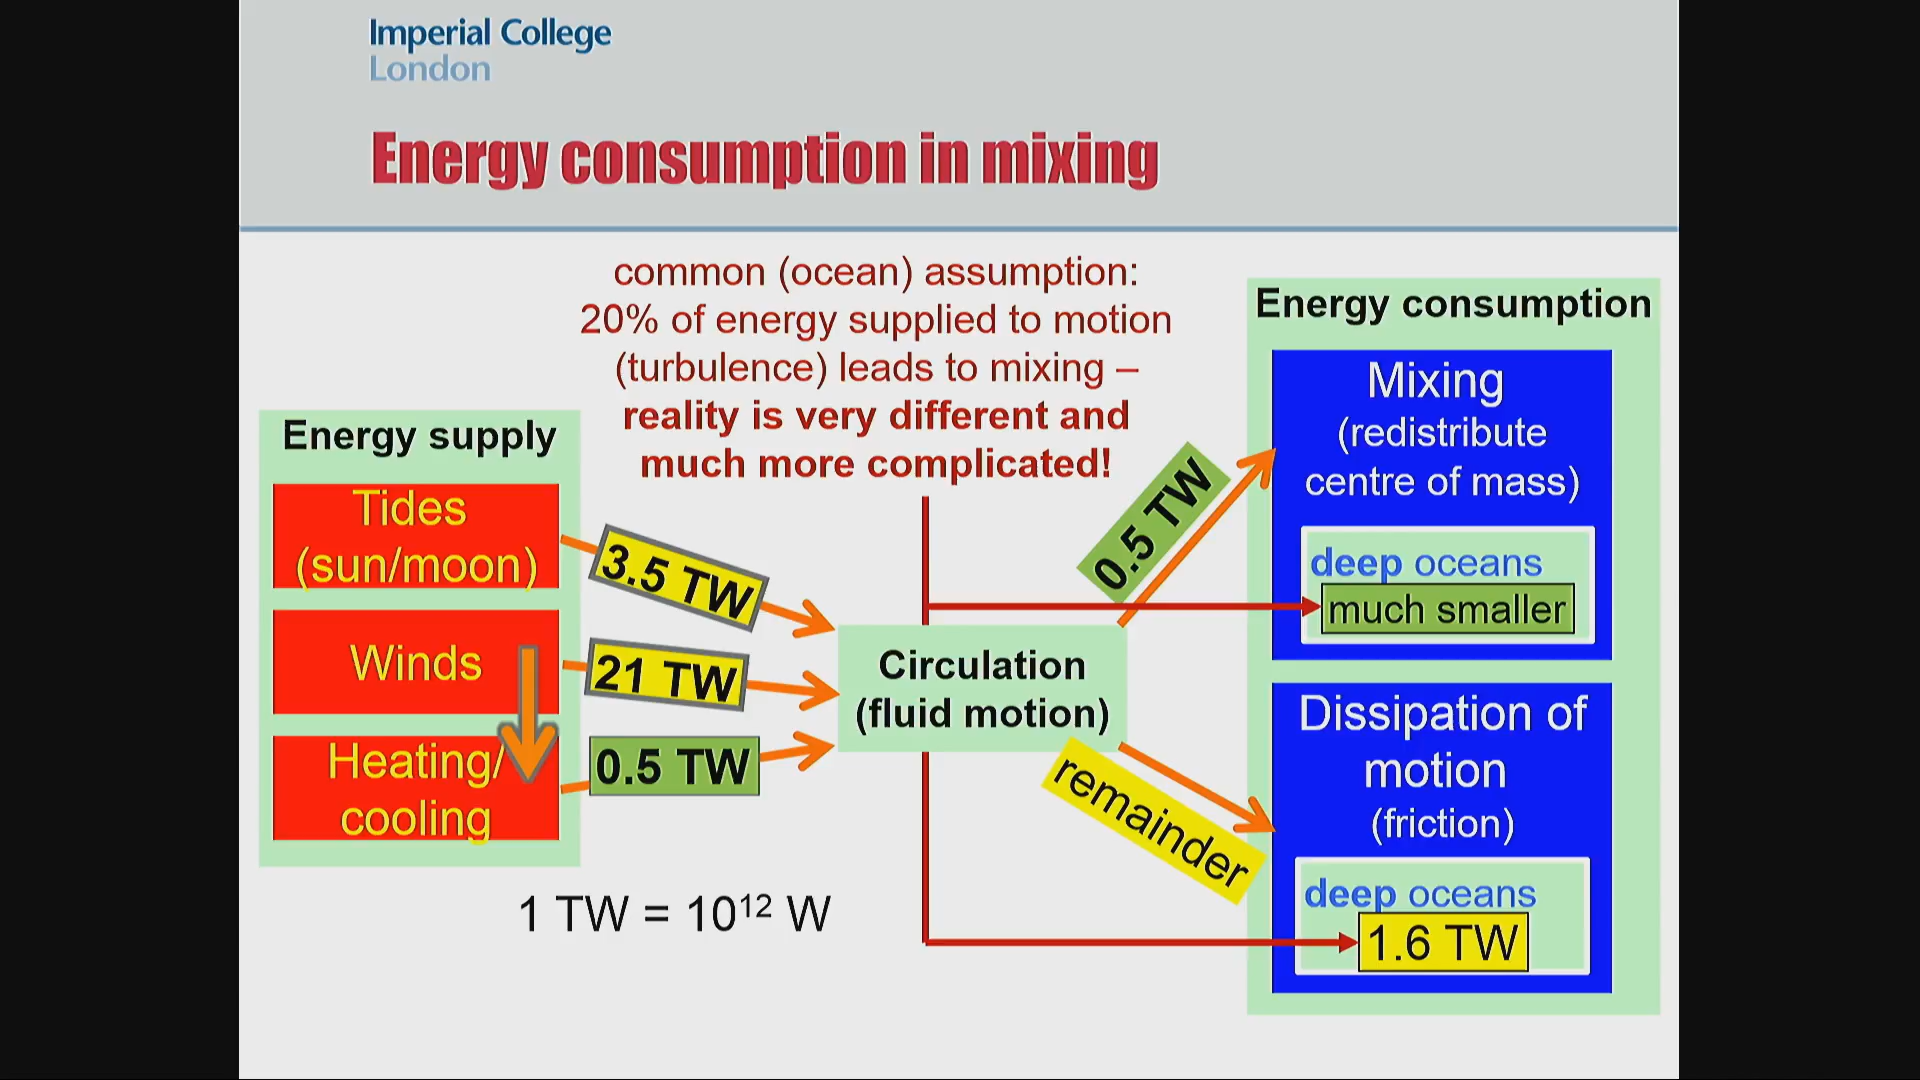 Imperial College
London
Energy consumption in mixing
common (ocean) assumption:
20% of energy supplied to motion
(turbulence) leads to mixing –
reality is very different and
much more complicated!
Energy supply
Tides
(sun/moon)
Winds
Heating/
cooling
3.5 TW
21 TW
0.5 TW
1 TW = 10¹² W
Circulation
(fluid motion)
0.5 TW
remainder
Energy consumption
Mixing
(redistribute
centre of mass)
deep oceans
much smaller
Dissipation of
motion
(friction)
deep oceans
1.6 TW